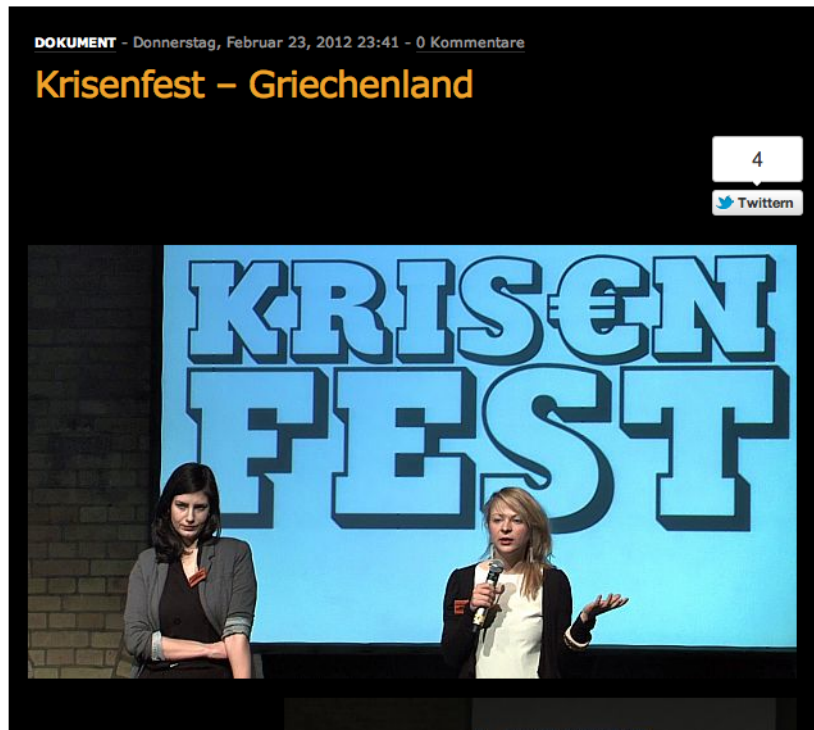 DOKUMENT - Donnerstag, Februar 23, 2012 23:41 - 0 Kommentare
Krisenfest – Griechenland
4
Twittern
KRIS€N
FEST